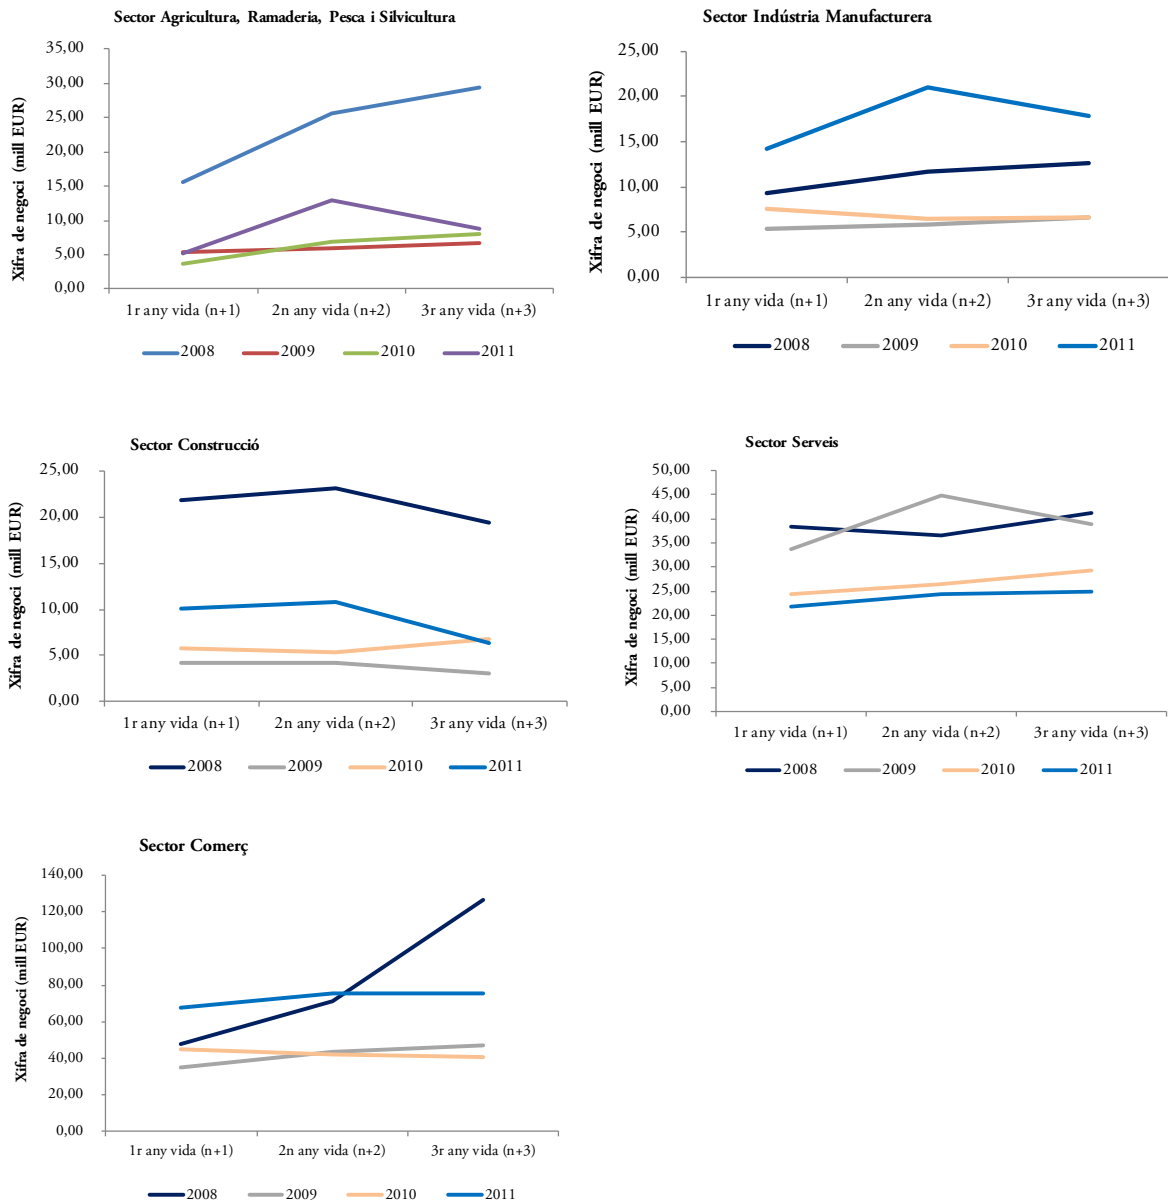 Sector Agricultura, Ramaderia, Pesca i Silvicultura
Xifra de negoci (mill EUR)
35,00
30,00
25,00
20,00
15,00
10,00
5,00
0,00
1r any vida (n+1) 2n any vida (n+2) 3r any vida (n+3)
2008 2009 2010 2011
Sector Indústria Manufacturera
Xifra de negoci (mill EUR)
25,00
20,00
15,00
10,00
5,00
0,00
1r any vida (n+1) 2n any vida (n+2) 3r any vida (n+3)
2008 2009 2010 2011
Sector Construcció
Xifra de negoci (mill EUR)
25,00
20,00
15,00
10,00
5,00
0,00
1r any vida (n+1) 2n any vida (n+2) 3r any vida (n+3)
2008 2009 2010 2011
Sector Serveis
Xifra de negoci (mill EUR)
50,00
45,00
40,00
35,00
30,00
25,00
20,00
15,00
10,00
5,00
0,00
1r any vida (n+1) 2n any vida (n+2) 3r any vida (n+3)
2008 2009 2010 2011
Sector Comerç
Xifra de negoci (mill EUR)
140,00
120,00
100,00
80,00
60,00
40,00
20,00
0,00
1r any vida (n+1) 2n any vida (n+2) 3r any vida (n+3)
2008 2009 2010 2011